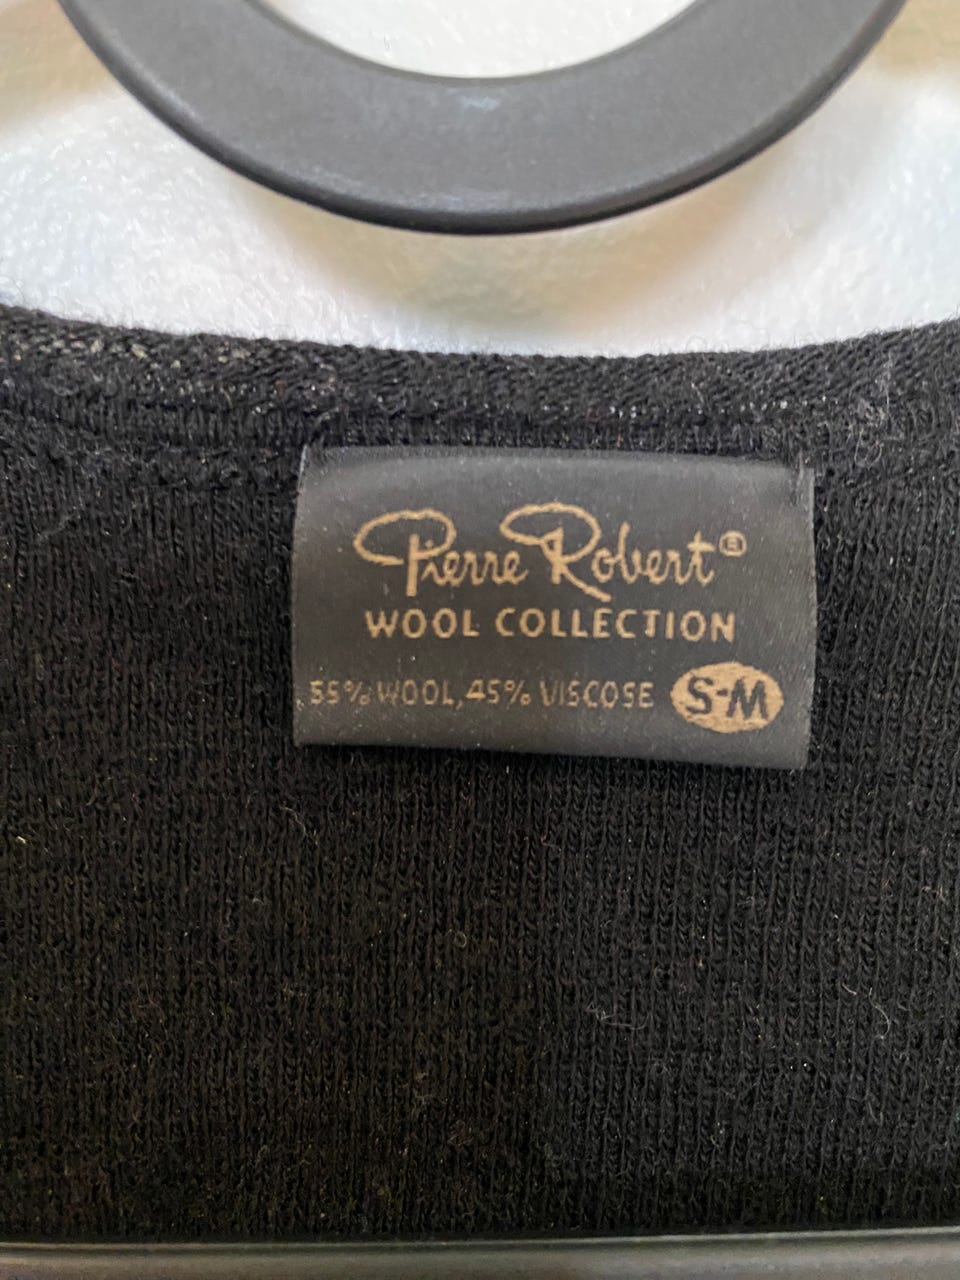 Pierre Robert®
WOOL COLLECTION
55% WOOL, 45% VISCOSE S-M